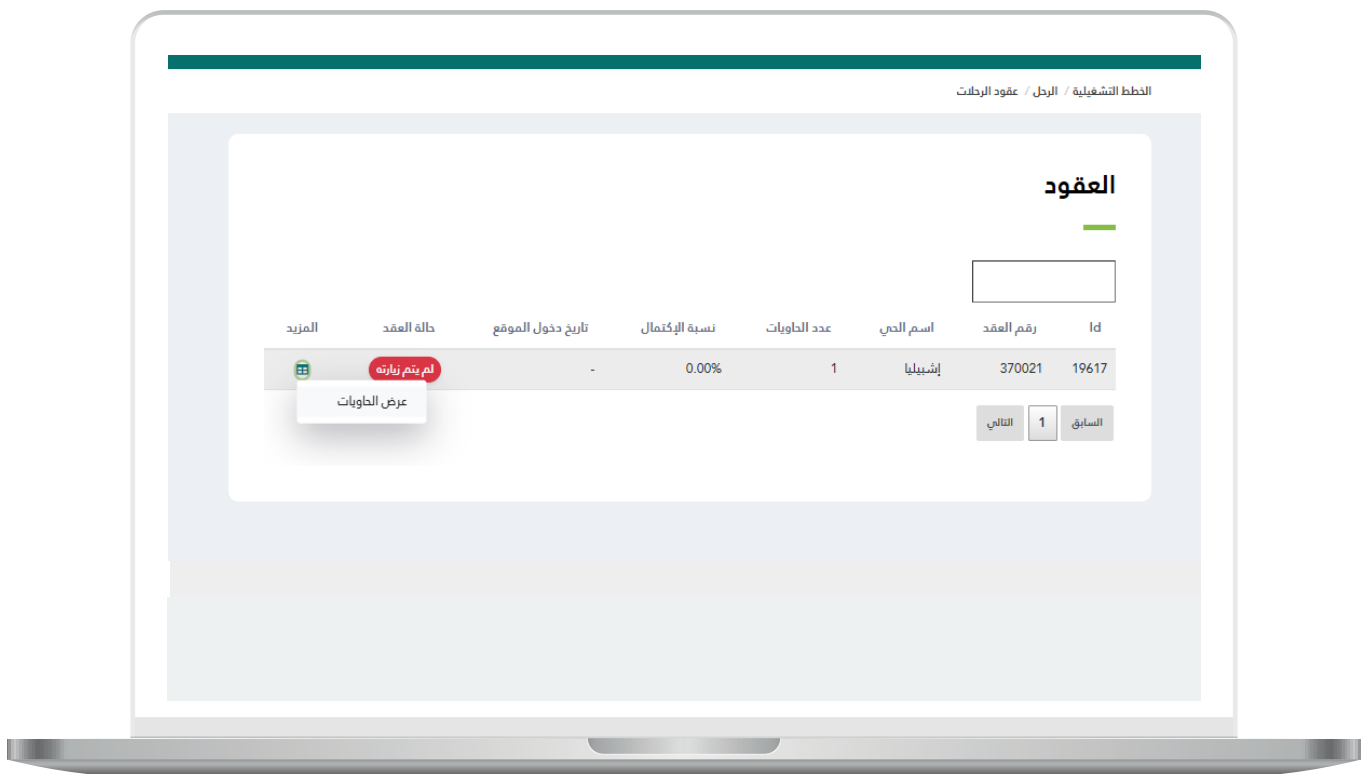 الخطط التشغيلية / الرحل / عقود الرحلات
العقود
Id رقم العقد اسم الحي عدد الحاويات نسبة الإكتمال تاريخ دخول الموقع حالة العقد المزيد
19617 370021 إشبيليا 1 0.00% - لم يتم زيارته
عرض الحاويات
السابق 1 التالي